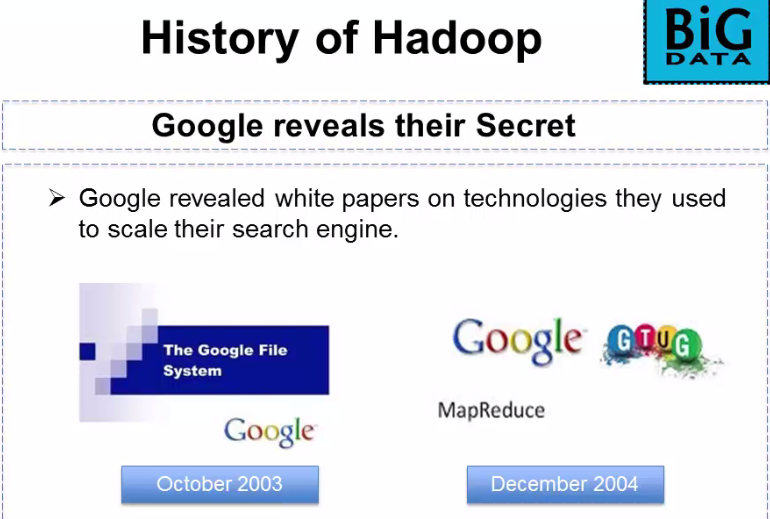 History of Hadoop
BiG
DATA
Google reveals their Secret
Google revealed white papers on technologies they used
to scale their search engine.
The Google File
System
Google
October 2003
Google GTUG
MapReduce
December 2004